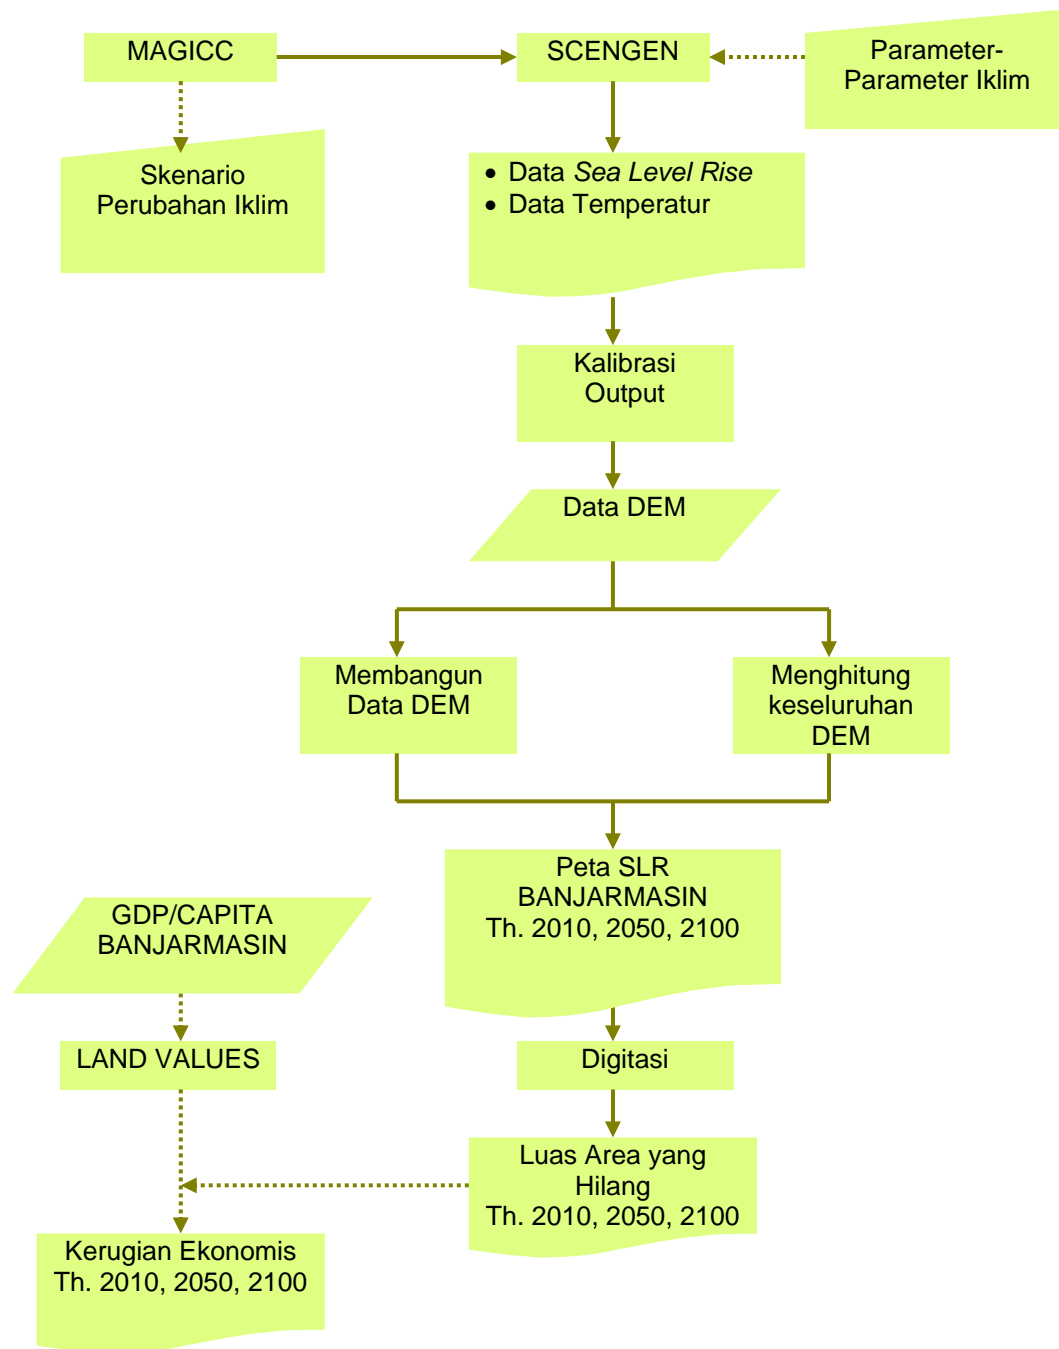 MAGICC
SCENGEN
Parameter-
Parameter Iklim
Skenario
Perubahan Iklim
• Data Sea Level Rise
• Data Temperatur
Kalibrasi
Output
Data DEM
Membangun
Data DEM
Menghitung
keseluruhan
DEM
Peta SLR
BANJARMASIN
Th. 2010, 2050, 2100
GDP/CAPITA
BANJARMASIN
LAND VALUES
Digitasi
Luas Area yang
Hilang
Th. 2010, 2050, 2100
Kerugian Ekonomis
Th. 2010, 2050, 2100